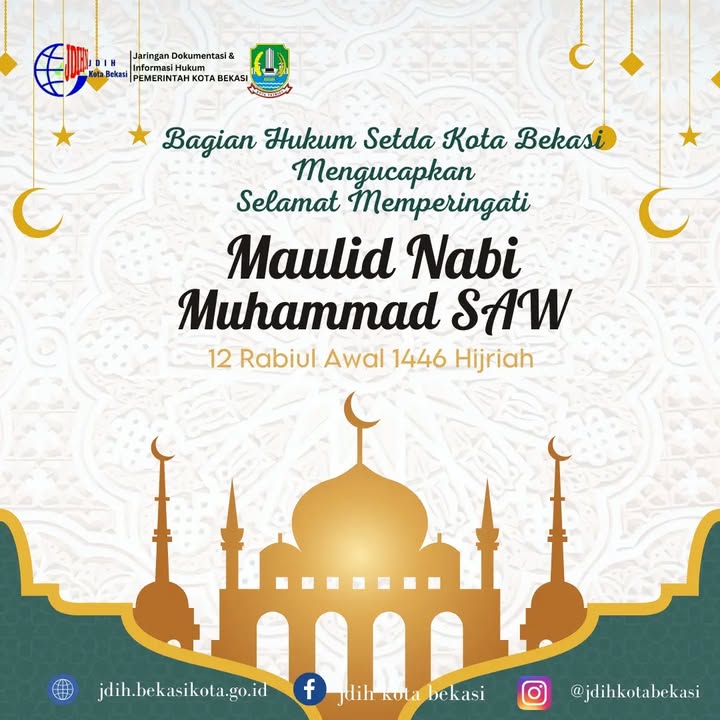 JDIH
JDIH
Kota Bekasi
Jaringan Dokumentasi &
Informasi Hukum
PEMERINTAH KOTA BEKASI
Bagian Hukum Setda Kota Bekasi
Mengucapkan
Selamat Memperingati
Maulid Nabi
Muhammad SAW
12 Rabiul Awal 1446 Hijriah
jdih.bekasikota.go.id
jdih kota bekasi
@jdihkotabekasi